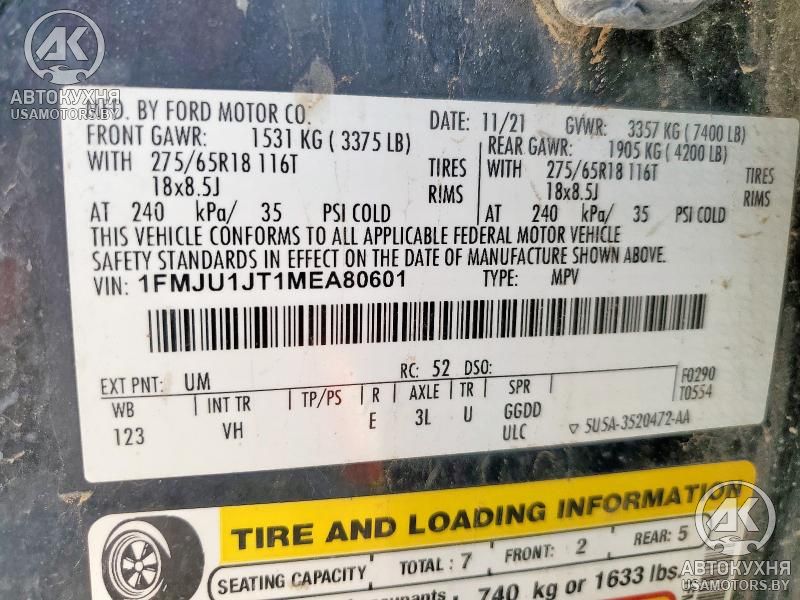 AK
АВТОКУХНЯ
USAMOTORS.BY
MFD. BY FORD MOTOR CO.
DATE: 11/21 GVWR: 3357 KG ( 7400 LB)
FRONT GAWR: 1531 KG ( 3375 LB)
REAR GAWR: 1905 KG ( 4200 LB)
WITH 275/65R18 116T TIRES
WITH 275/65R18 116T TIRES
18x8.5J RIMS
18x8.5J RIMS
AT 240 kPa/ 35 PSI COLD
AT 240 kPa/ 35 PSI COLD
THIS VEHICLE CONFORMS TO ALL APPLICABLE FEDERAL MOTOR VEHICLE
SAFETY STANDARDS IN EFFECT ON THE DATE OF MANUFACTURE SHOWN ABOVE.
VIN: 1FMJU1JT1MEA80601 TYPE: MPV
EXT PNT: UM RC: 52 DSO:
F0290
T0554
WB INT TR TP/PS R AXLE TR SPR
123 VH E 3L U GGDD
ULC
5U5A-3520472-AA
TIRE AND LOADING INFORMATION
SEATING CAPACITY TOTAL : 7 FRONT: 2 REAR: 5
740 kg or 1633 lbs
AK
АВТОКУХНЯ
USAMOTORS.BY